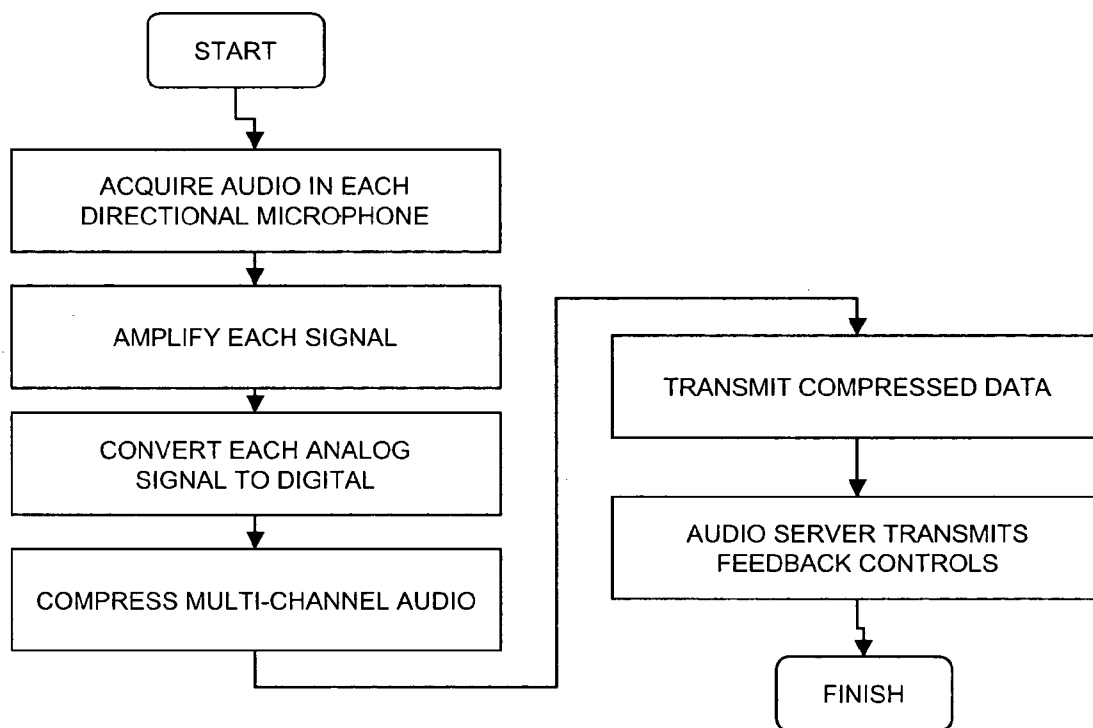 START
ACQUIRE AUDIO IN EACH
DIRECTIONAL MICROPHONE
AMPLIFY EACH SIGNAL
CONVERT EACH ANALOG
SIGNAL TO DIGITAL
COMPRESS MULTI-CHANNEL AUDIO
TRANSMIT COMPRESSED DATA
AUDIO SERVER TRANSMITS
FEEDBACK CONTROLS
FINISH